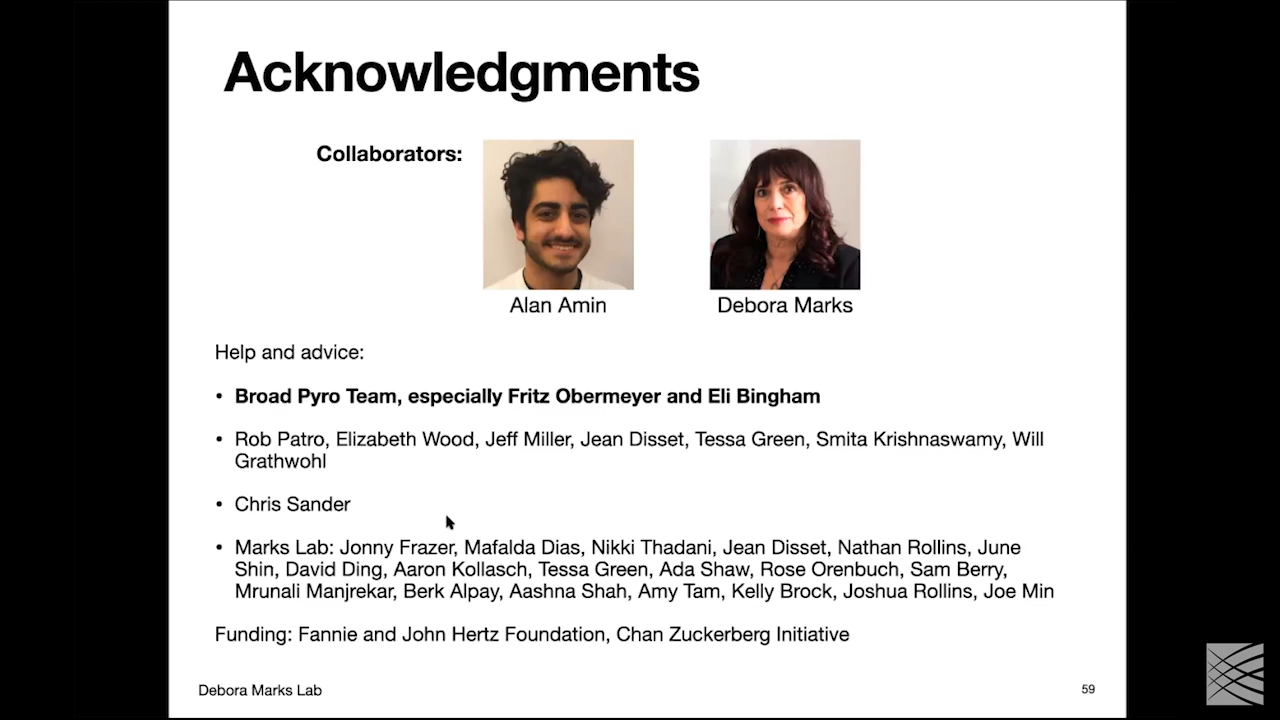 Acknowledgments
Collaborators:
Alan Amin
Debora Marks
Help and advice:
• Broad Pyro Team, especially Fritz Obermeyer and Eli Bingham
• Rob Patro, Elizabeth Wood, Jeff Miller, Jean Disset, Tessa Green, Smita Krishnaswamy, Will
Grathwohl
• Chris Sander
• Marks Lab: Jonny Frazer, Mafalda Dias, Nikki Thadani, Jean Disset, Nathan Rollins, June
Shin, David Ding, Aaron Kollasch, Tessa Green, Ada Shaw, Rose Orenbuch, Sam Berry,
Mrunali Manjrekar, Berk Alpay, Aashna Shah, Amy Tam, Kelly Brock, Joshua Rollins, Joe Min
Funding: Fannie and John Hertz Foundation, Chan Zuckerberg Initiative
Debora Marks Lab
59